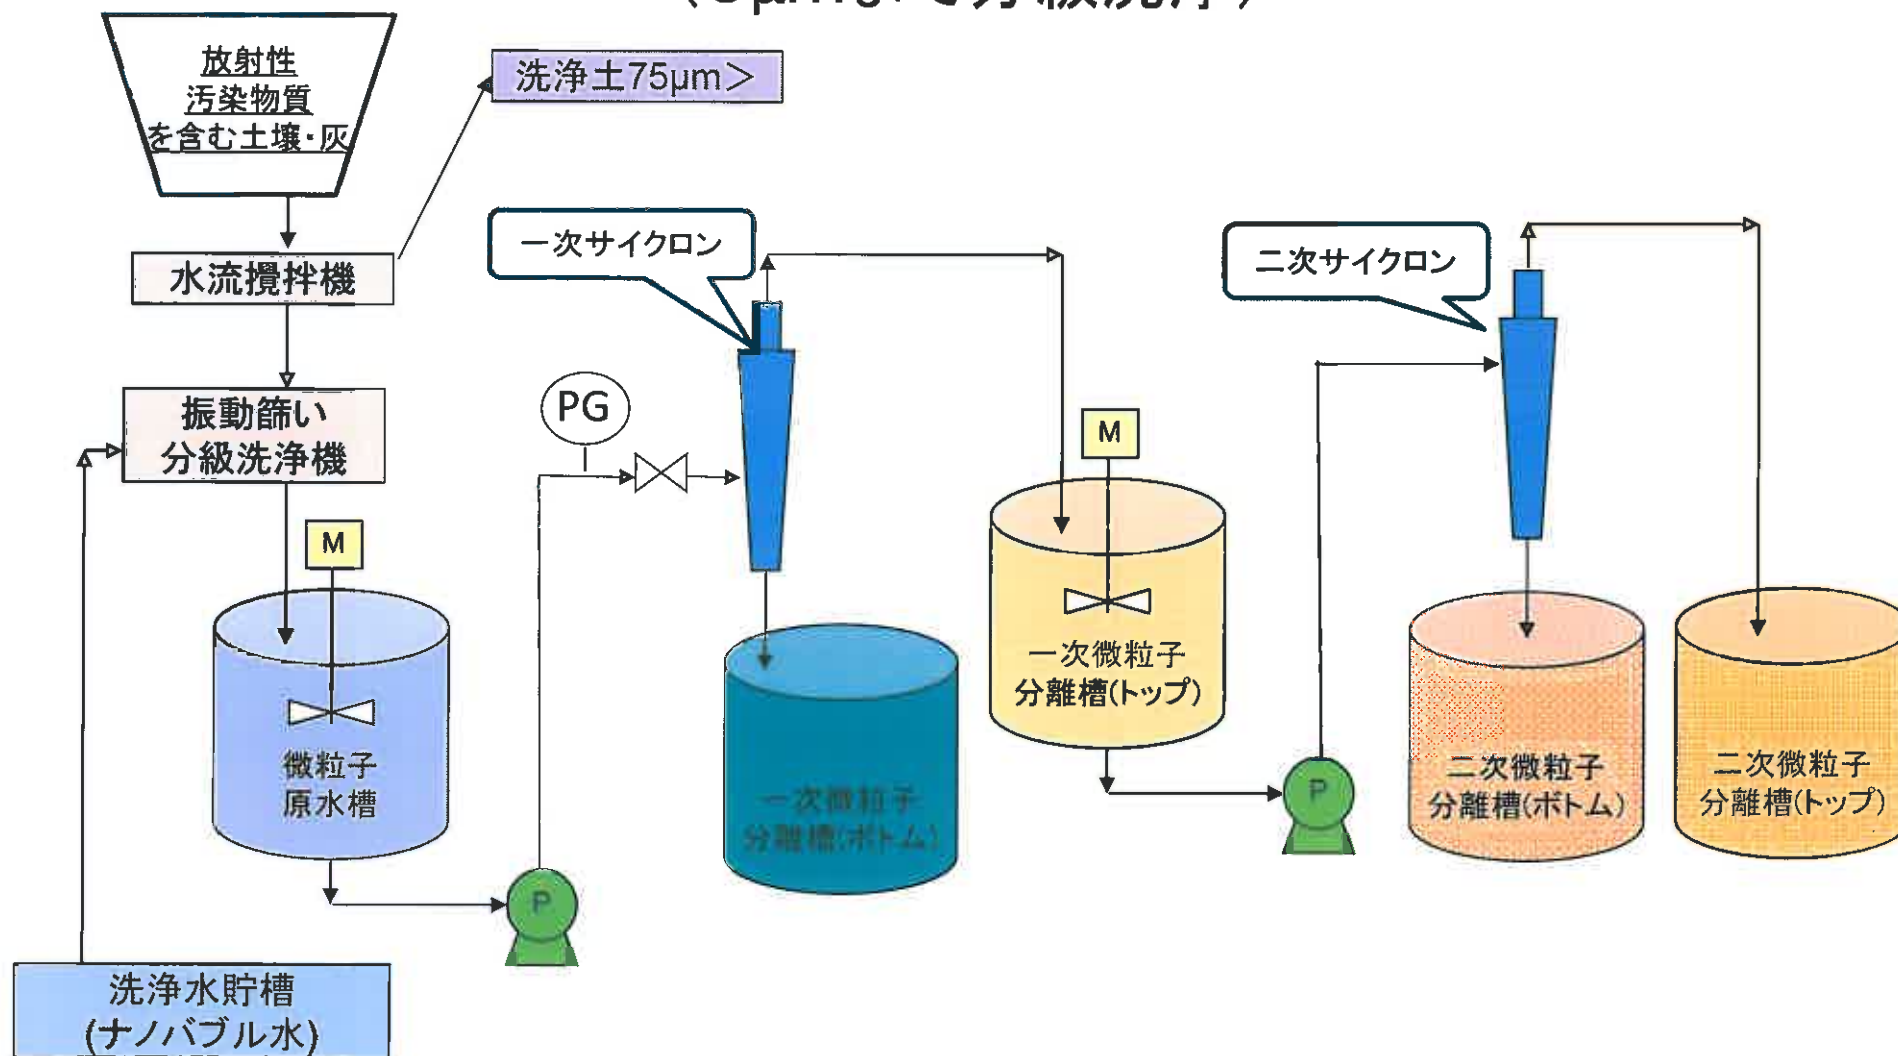 放射性
汚染物質
を含む土壌・灰
洗浄土75μm＞
水流攪拌機
振動篩い
分級洗浄機
一次サイクロン
二次サイクロン
PG
M
M
微粒子
原水槽
P
一次微粒子
分離槽(ボトム)
一次微粒子
分離槽(トップ)
P
二次微粒子
分離槽(ボトム)
二次微粒子
分離槽(トップ)
洗浄水貯槽
(ナノバブル水)